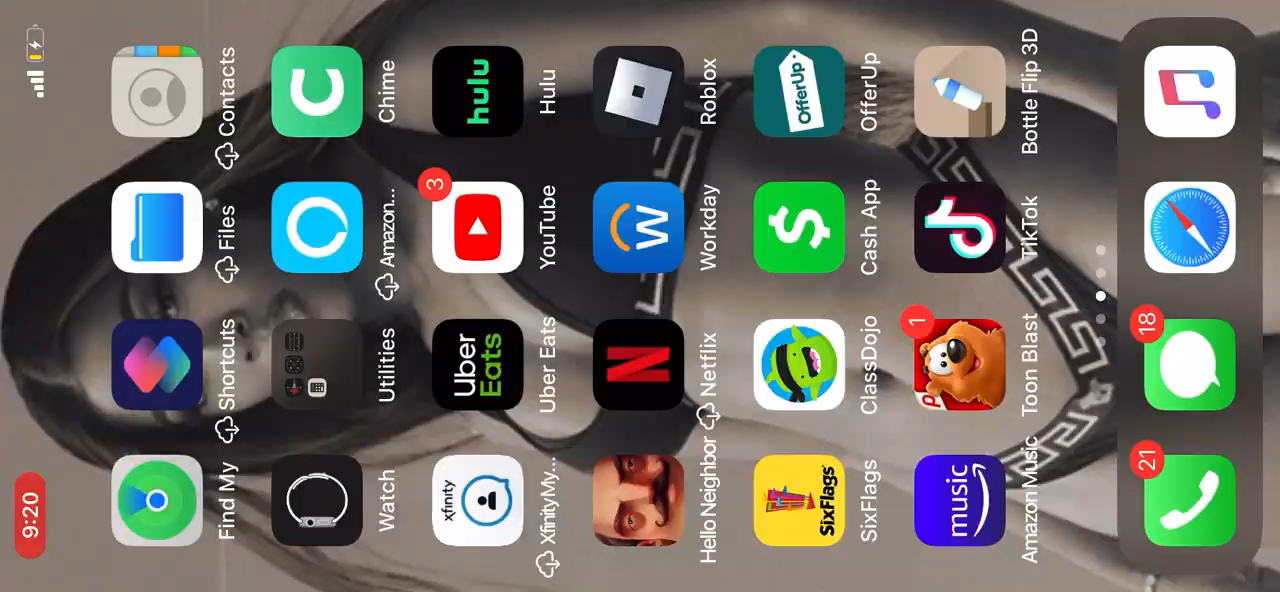 9:20
Find My Shortcuts Files Contacts
C
Watch Utilities Amazon... Chime
xfinity Uber Eats 3 hulu
XfinityMy... Uber Eats YouTube Hulu
N W
HelloNeighbor Netflix Workday Roblox
SixFlags $ OfferUp
SixFlags ClassDojo Cash App OfferUp
music 1
AmazonMusic Toon Blast TikTok Bottle Flip 3D
21 18